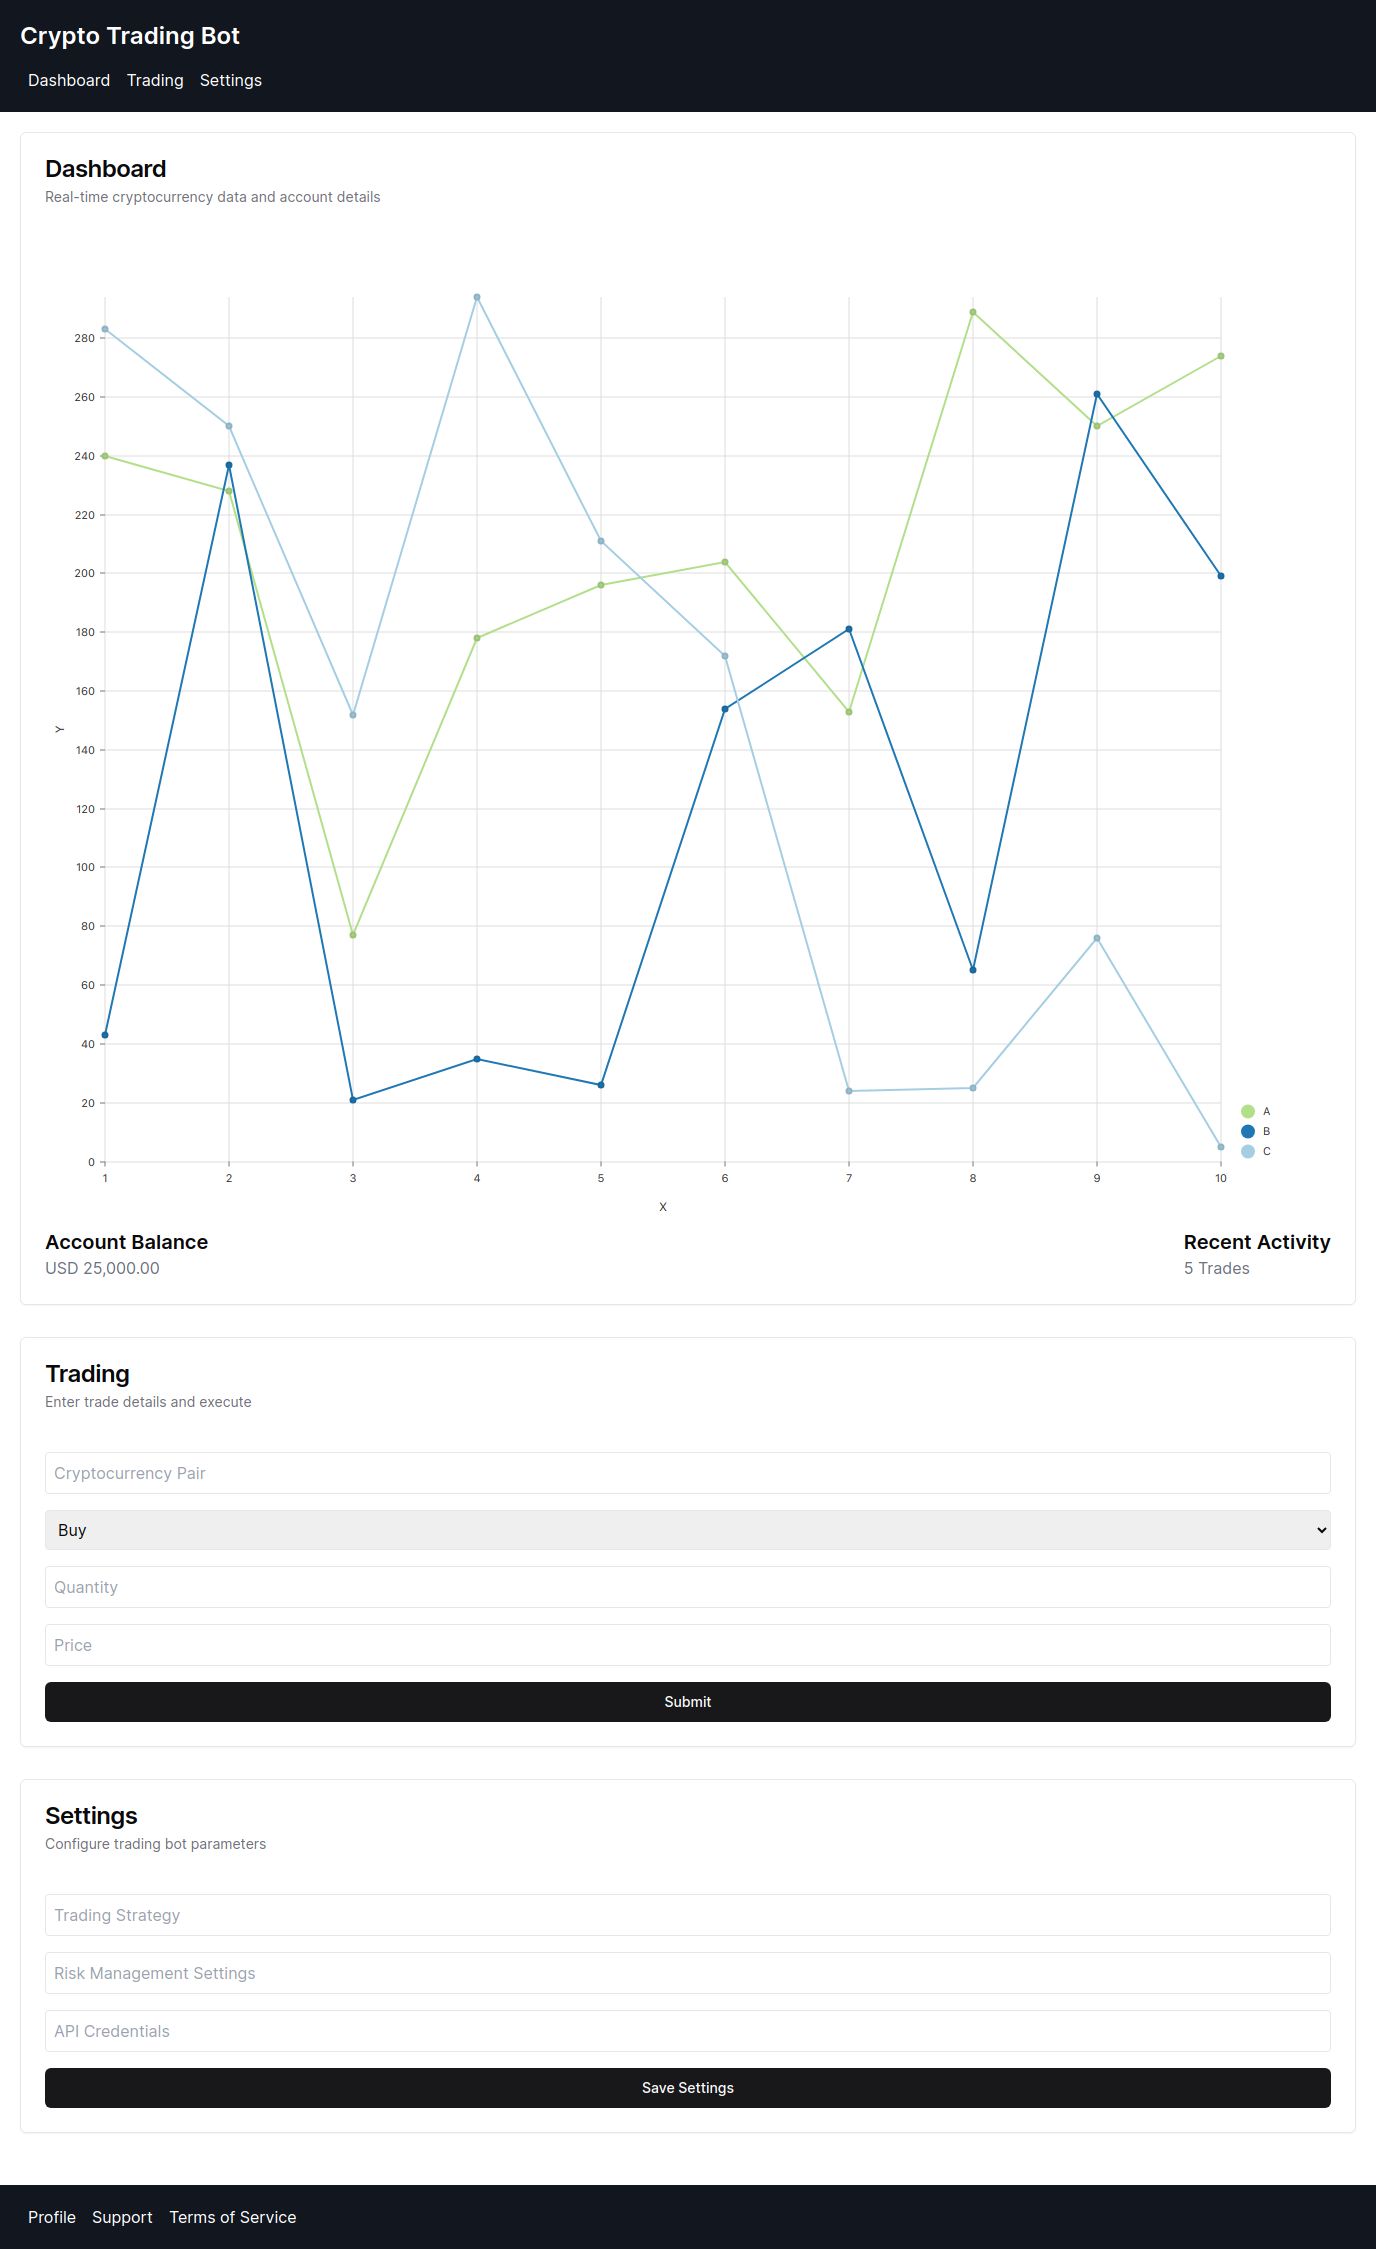 Crypto Trading Bot
Dashboard Trading Settings
Dashboard
Real-time cryptocurrency data and account details
280
260
240
220
200
180
160
140
120
100
80
60
40
20
0
Y
1 2 3 4 5 6 7 8 9 10
X
A
B
C
Account Balance
USD 25,000.00
Recent Activity
5 Trades
Trading
Enter trade details and execute
Cryptocurrency Pair
Buy
Quantity
Price
Submit
Settings
Configure trading bot parameters
Trading Strategy
Risk Management Settings
API Credentials
Save Settings
Profile Support Terms of Service